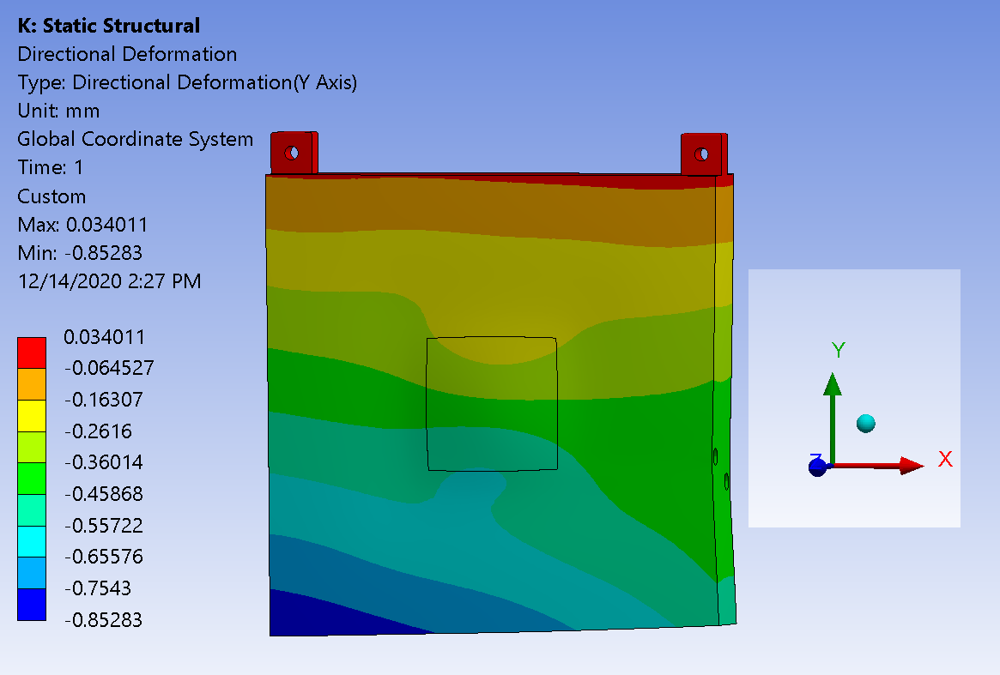 K: Static Structural
Directional Deformation
Type: Directional Deformation(Y Axis)
Unit: mm
Global Coordinate System
Time: 1
Custom
Max: 0.034011
Min: -0.85283
12/14/2020 2:27 PM
0.034011
-0.064527
-0.16307
-0.2616
-0.36014
-0.45868
-0.55722
-0.65576
-0.7543
-0.85283
Y
Z
X